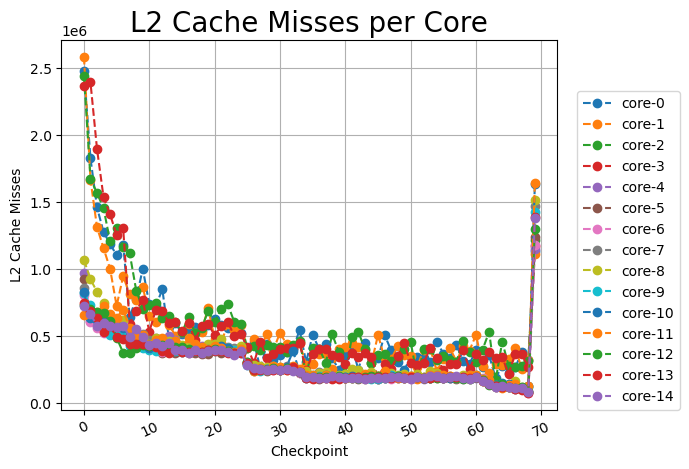 L2 Cache Misses per Core
1e6
2.5
2.0
1.5
1.0
0.5
0.0
L2 Cache Misses
0
10
20
30
40
50
60
70
Checkpoint
core-0
core-1
core-2
core-3
core-4
core-5
core-6
core-7
core-8
core-9
core-10
core-11
core-12
core-13
core-14